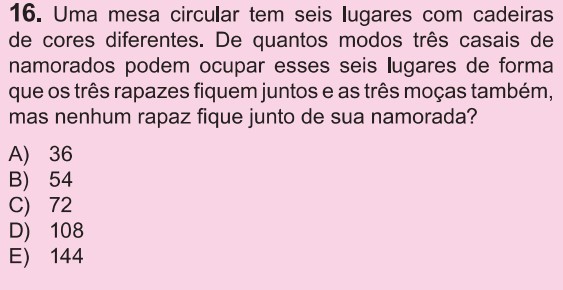 16. Uma mesa circular tem seis lugares com cadeiras
de cores diferentes. De quantos modos três casais de
namorados podem ocupar esses seis lugares de forma
que os três rapazes fiquem juntos e as três moças também,
mas nenhum rapaz fique junto de sua namorada?
A) 36
B) 54
C) 72
D) 108
E) 144